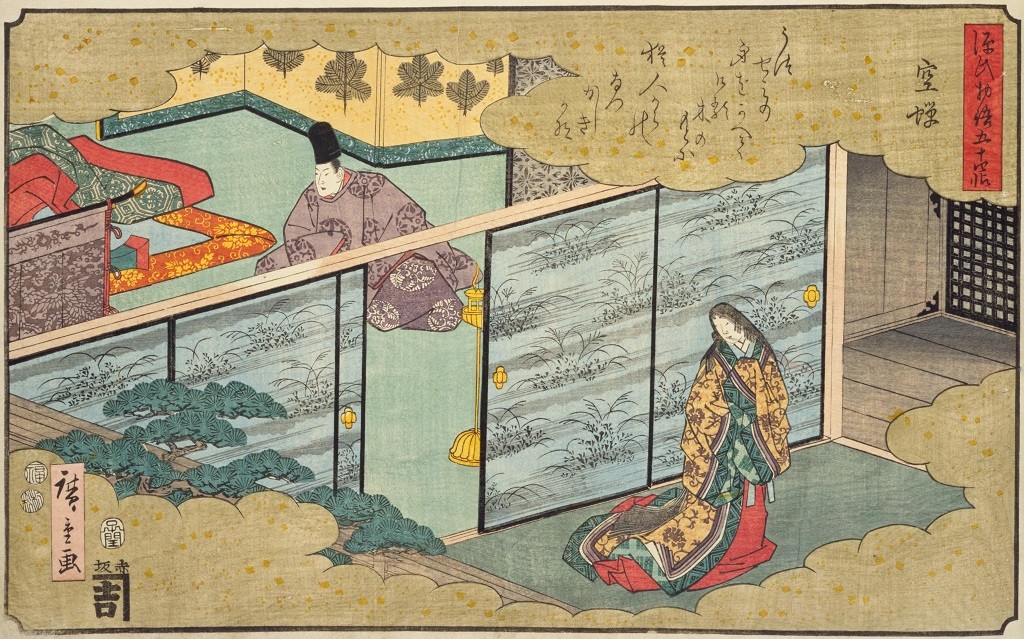 源氏物語五十四帖
空蝉
うつ
せみの
身をかへて
ける木の
もとに
猶人からの
なつ
かしき
かな
廣重画
赤坂
吉